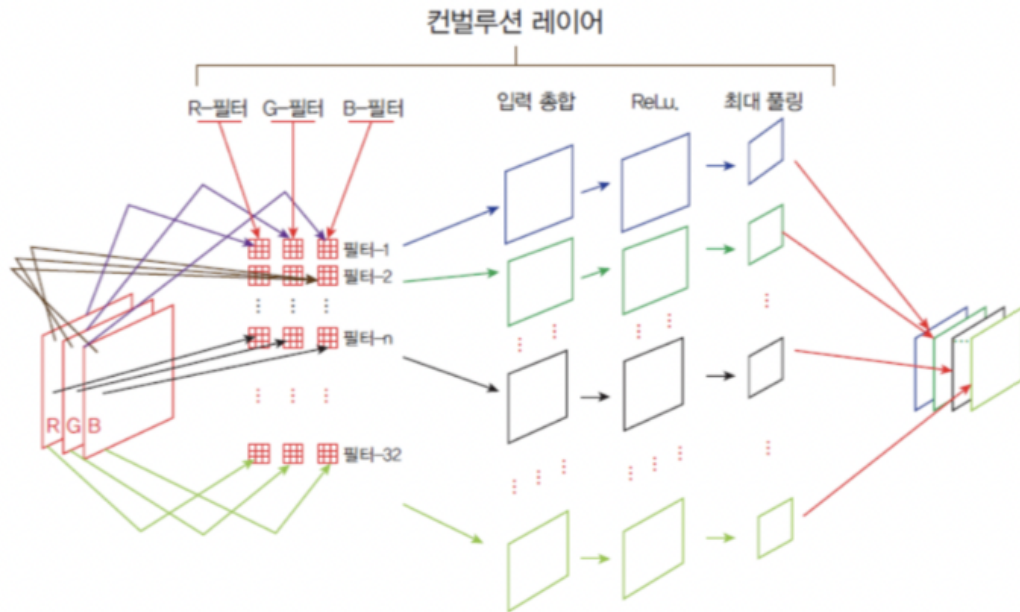 컨벌루션 레이어
R-필터 G-필터 B-필터 입력 총합 ReLu, 최대 풀링
필터-1
필터-2
필터-n
R G B
필터-32